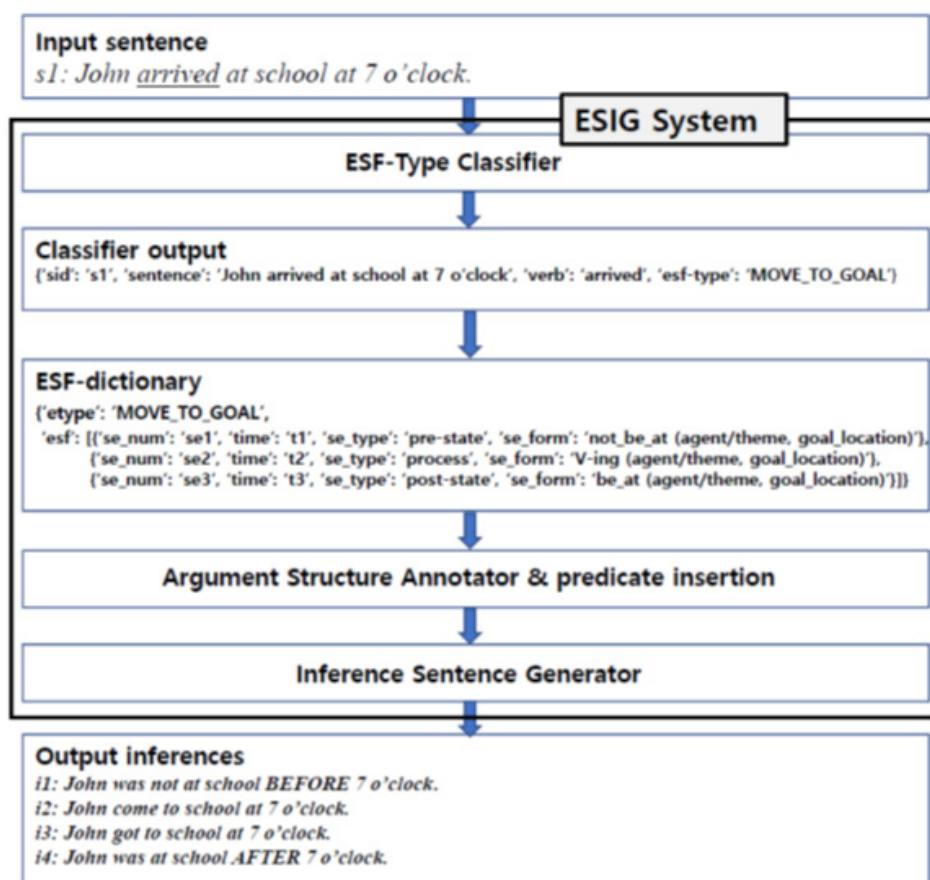 Input sentence
s1: John arrived at school at 7 o'clock.
ESIG System
ESF-Type Classifier
Classifier output
{'sid': 's1', 'sentence': 'John arrived at school at 7 o'clock', 'verb': 'arrived', 'esf-type': 'MOVE_TO_GOAL'}
ESF-dictionary
{'etype': 'MOVE_TO_GOAL',
'esf': [{'se_num': 'se1', 'time': 't1', 'se_type': 'pre-state', 'se_form': 'not_be_at (agent/theme, goal_location)'},
{'se_num': 'se2', 'time': 't2', 'se_type': 'process', 'se_form': 'V-ing (agent/theme, goal_location)'},
{'se_num': 'se3', 'time': 't3', 'se_type': 'post-state', 'se_form': 'be_at (agent/theme, goal_location)'}]}
Argument Structure Annotator & predicate insertion
Inference Sentence Generator
Output inferences
i1: John was not at school BEFORE 7 o'clock.
i2: John come to school at 7 o'clock.
i3: John got to school at 7 o'clock.
i4: John was at school AFTER 7 o'clock.